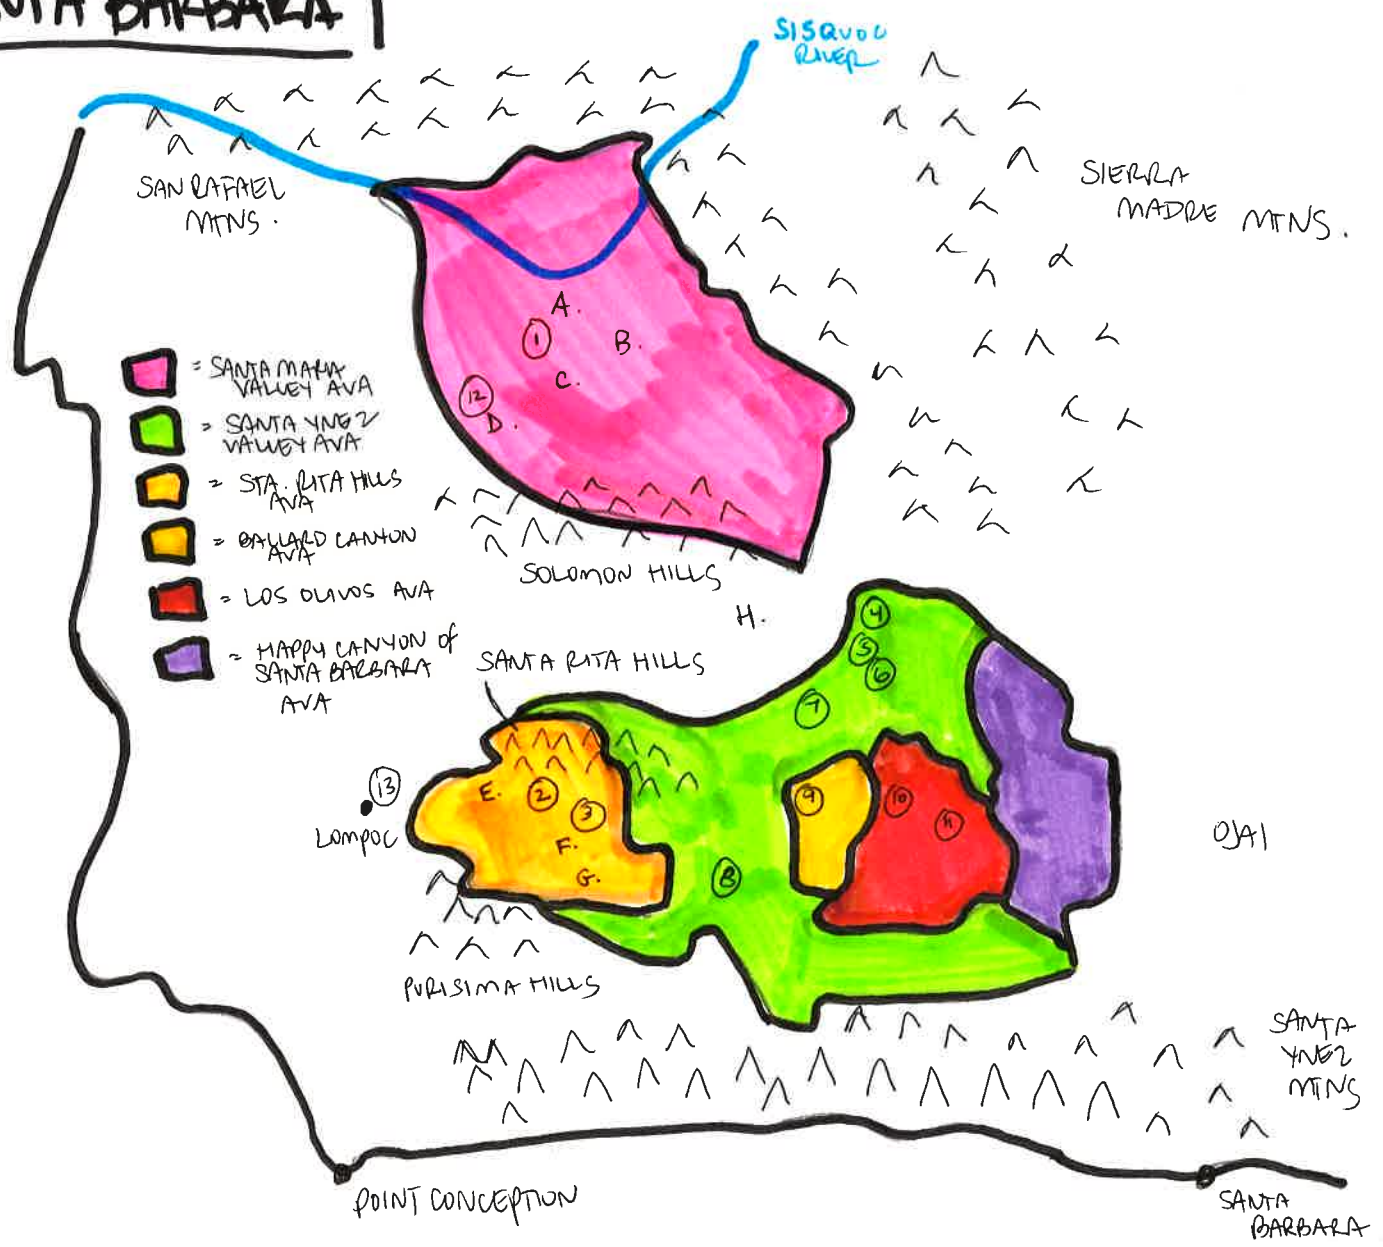 SANTA BARBARA
SISQUOC
RIVER
SAN RAFAEL
MTNS.
SIERRA
MADRE MTNS.
A.
1
B.
C.
12
D.
= SANTA MARIA
VALLEY AVA
= SANTA YNEZ
VALLEY AVA
= STA. RITA HILLS
AVA
= BALLARD CANYON
AVA
= LOS OLIVOS AVA
= HAPPY CANYON of
SANTA BARBARA
AVA
SOLOMON HILLS
H.
SANTA RITA HILLS
4
5
6
7
13
LOMPOC
E.
2
3
F.
G.
8
9
10
11
OJAI
PURISIMA HILLS
SANTA
YNEZ
MTNS
POINT CONCEPTION
SANTA
BARBARA